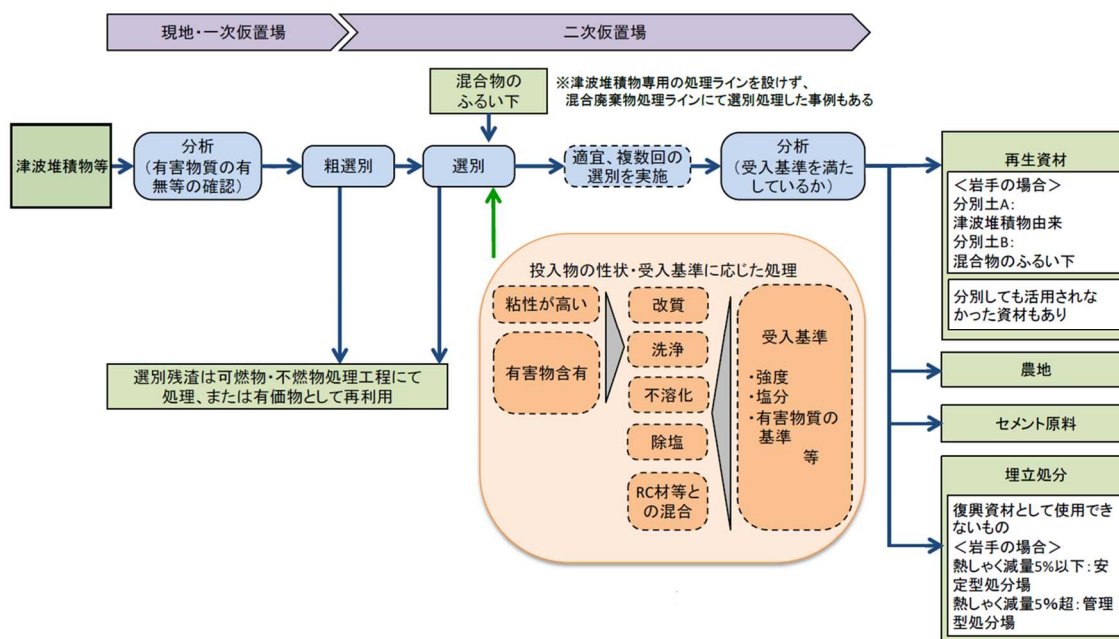 現地・一次仮置場
二次仮置場
混合物の
ふるい下
※津波堆積物専用の処理ラインを設けず、
混合廃棄物処理ラインにて選別処理した事例もある
津波堆積物等
分析
（有害物質の有
無等の確認）
粗選別
選別
適宜、複数回の
選別を実施
分析
（受入基準を満た
しているか）
再生資材
＜岩手の場合＞
分別土A：
津波堆積物由来
分別土B：
混合物のふるい下
分別しても活用されな
かった資材もあり
投入物の性状・受入基準に応じた処理
粘性が高い
有害物含有
改質
洗浄
不溶化
除塩
RC材等と
の混合
受入基準
・強度
・塩分
・有害物質の
基準
等
選別残渣は可燃物・不燃物処理工程にて
処理、または有価物として再利用
農地
セメント原料
埋立処分
復興資材として使用でき
ないもの
＜岩手の場合＞
熱しゃく減量5%以下：安
定型処分場
熱しゃく減量5%超：管理
型処分場